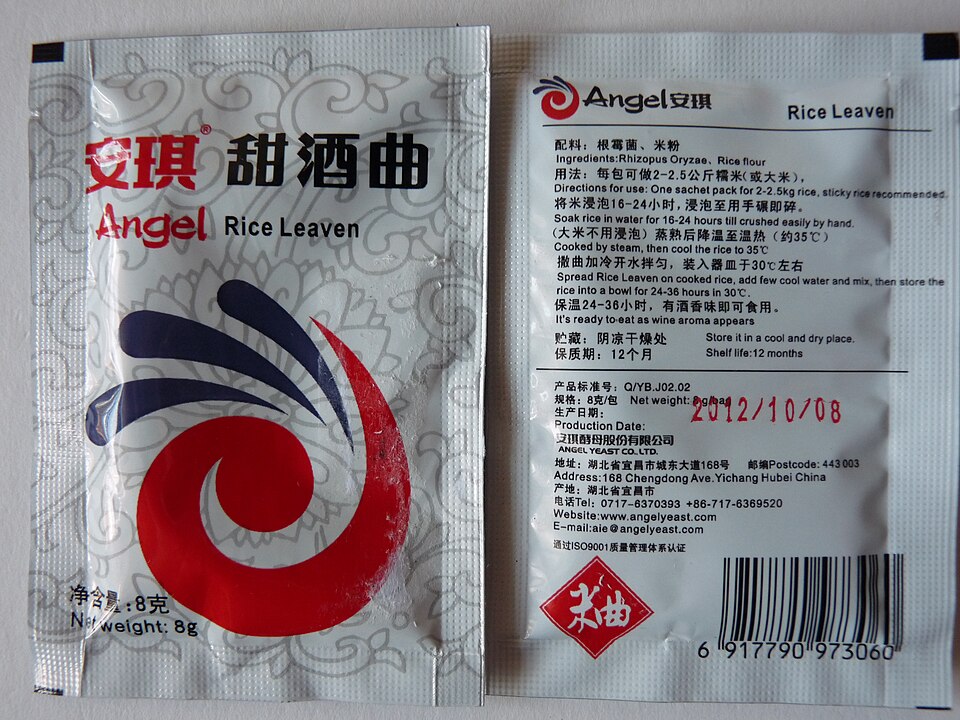 安琪® 甜酒曲
Angel Rice Leaven
净含量:8克
Net weight: 8g
Angel安琪
Rice Leaven
配料:根霉菌、米粉
Ingredients:Rhizopus Oryzae、Rice flour
用法:每包可做2-2.5公斤糯米(或大米),
Directions for use: One sachet pack for 2-2.5kg rice, sticky rice recommended.
将米浸泡16-24小时,浸泡至用手碾即碎。
Soak rice in water for 16-24 hours till crushed easily by hand.
(大米不用浸泡)蒸熟后降温至温热(约35℃)
Cooked by steam, then cool the rice to 35℃
撒曲加冷开水拌匀,装入器皿于30℃左右
Spread Rice Leaven on cooked rice, add few cool water and mix, then store the
rice into a bowl for 24-36 hours in 30℃.
保温24-36小时,有酒香味即可食用。
It's ready to eat as wine aroma appears
贮藏:阴凉干燥处 Store it in a cool and dry place.
保质期:12个月 Shelf life:12 months
产品标准号:Q/YB.J02.02
规格:8克/包 Net weight: 8g/bag
生产日期: 2012/10/08
Production Date:
安琪酵母股份有限公司
ANGEL YEAST CO.,LTD.
地址:湖北省宜昌市城东大道168号 邮编Postcode: 443003
Address:168 Chengdong Ave.Yichang Hubei China
产地:湖北省宜昌市
电话Tel: 0717-6370393 +86-717-6369520
Website:www.angelyeast.com
E-mail:aie@angelyeast.com
通过ISO9001质量管理体系认证
米曲
6 917790 973060